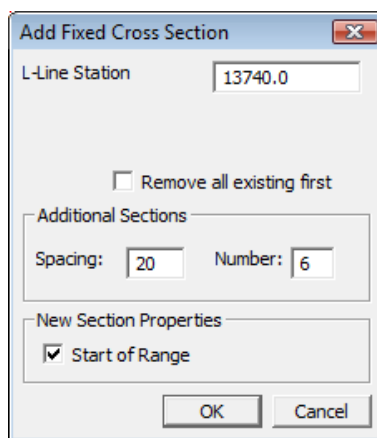 Add Fixed Cross Section
L-Line Station 13740.0
Remove all existing first
Additional Sections
Spacing: 20 Number: 6
New Section Properties
Start of Range
OK Cancel